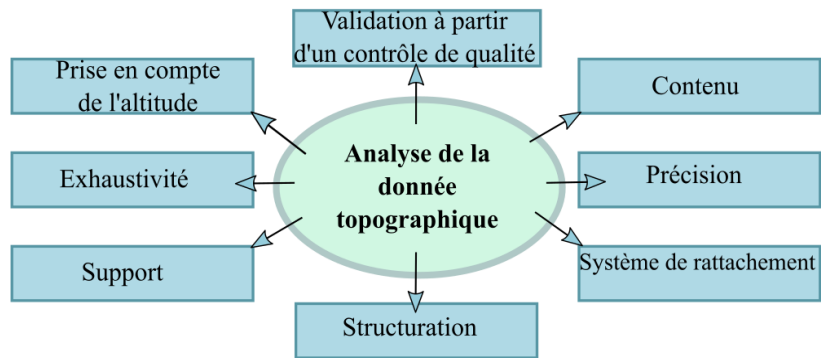 Validation à partir
d'un contrôle de qualité
Prise en compte
de l'altitude
Contenu
Analyse de la
donnée
topographique
Exhaustivité
Précision
Support
Système de rattachement
Structuration